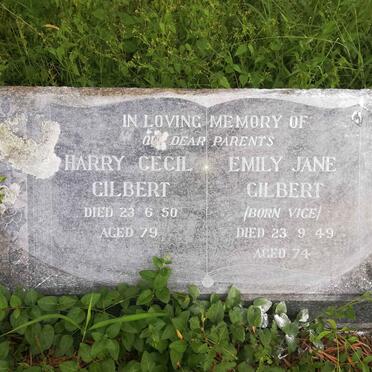 IN LOVING MEMORY OF
OUR DEAR PARENTS
HARRY CECIL
GILBERT
DIED 23·6·50
AGED 79
EMILY JANE
GILBERT
/BORN VICE/
DIED 23·9·49
AGED 74